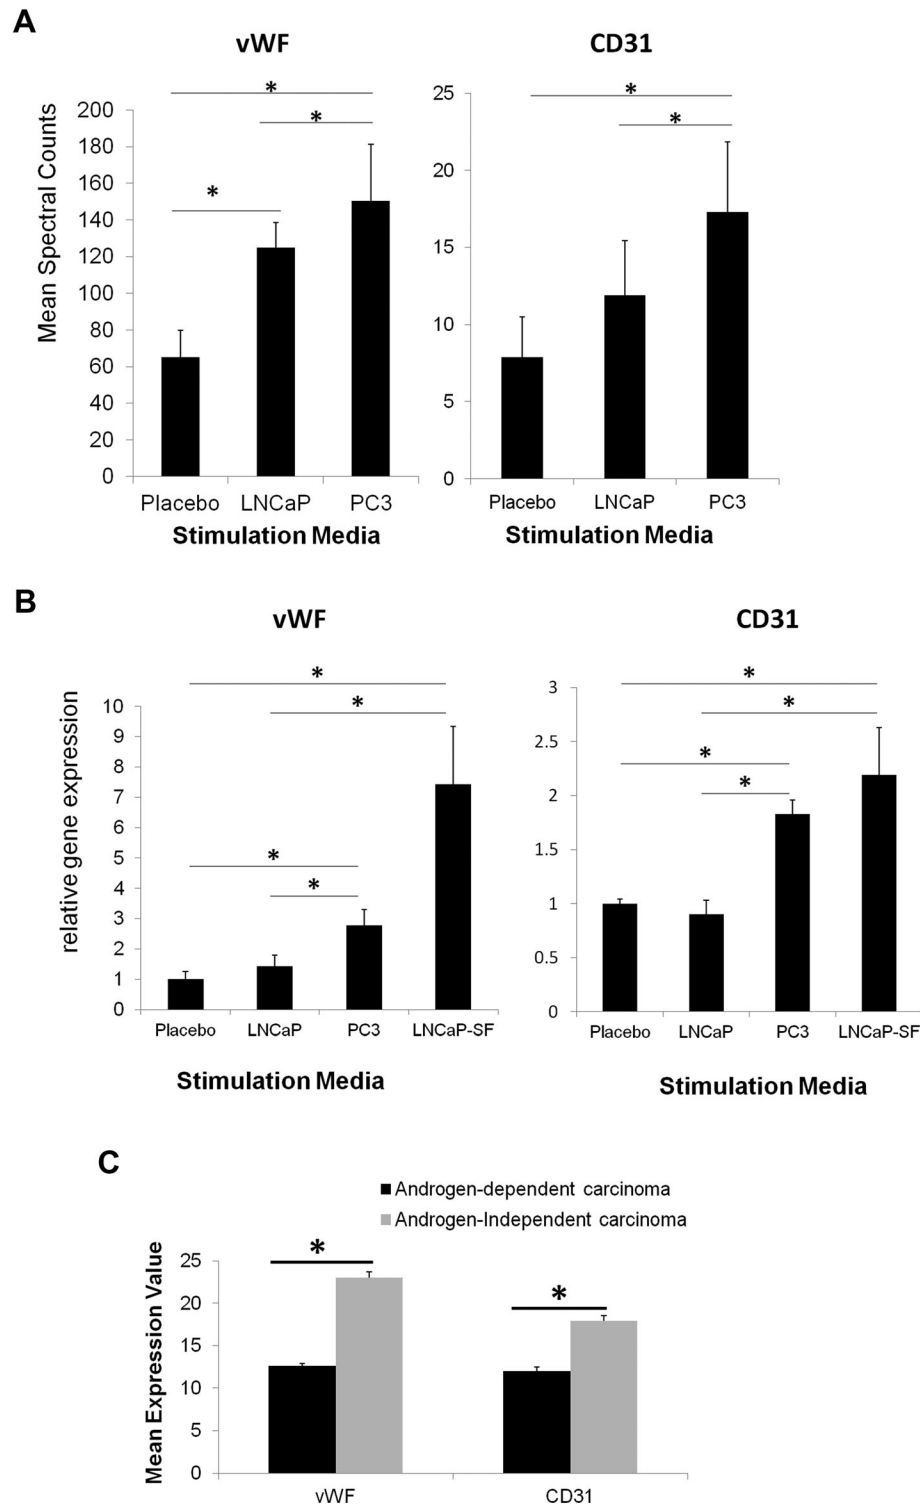 A
vWF
CD31
*
*
*
*
*
Mean Spectral Counts
200
180
160
140
120
100
80
60
40
20
0
25
20
15
10
5
0
Placebo LNCaP PC3
Stimulation Media
Placebo LNCaP PC3
Stimulation Media
B
vWF
CD31
*
*
*
*
*
*
*
*
relative gene expression
10
9
8
7
6
5
4
3
2
1
0
3
2.5
2
1.5
1
0.5
0
Placebo LNCaP PC3 LNCaP-SF
Stimulation Media
Placebo LNCaP PC3 LNCaP-SF
Stimulation Media
C
Androgen-dependent carcinoma
Androgen-Independent carcinoma
*
*
Mean Expression Value
25
20
15
10
5
0
vWF CD31